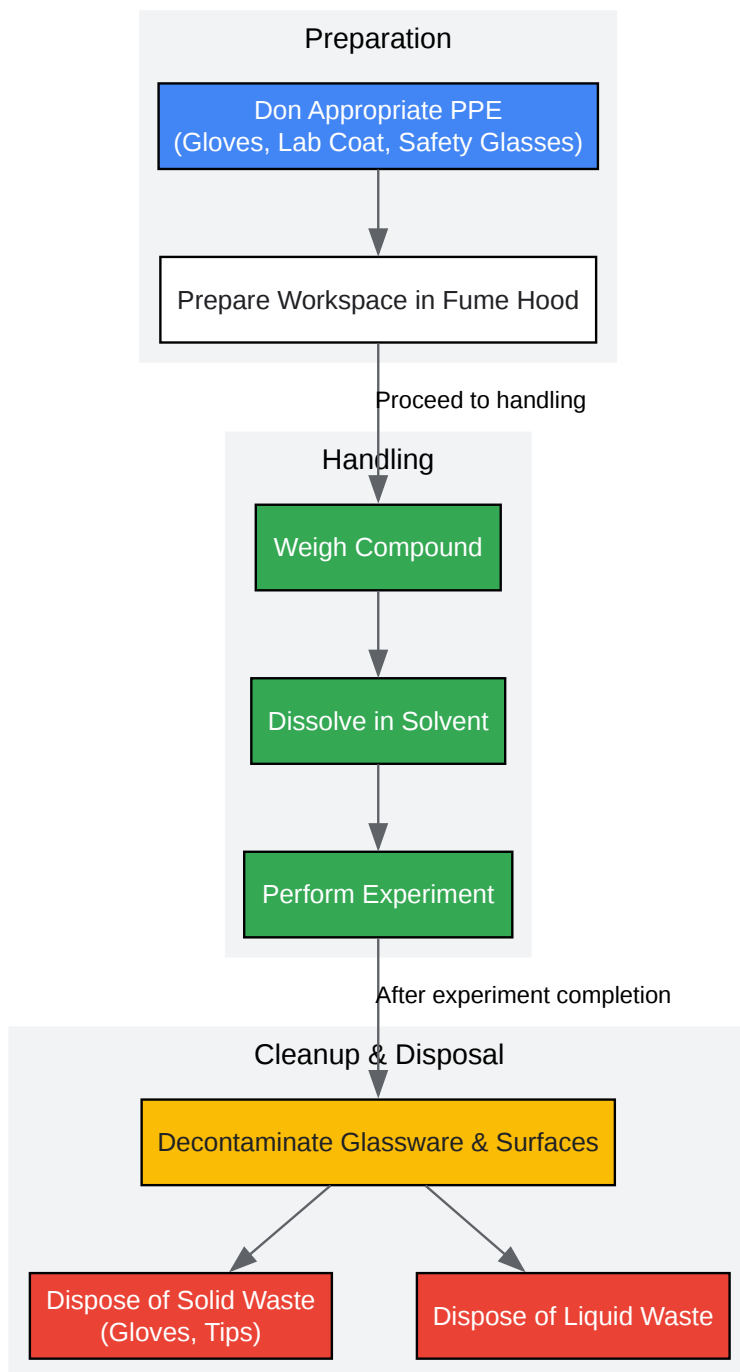 Preparation
Don Appropriate PPE
(Gloves, Lab Coat, Safety Glasses)
Prepare Workspace in Fume Hood
Proceed to handling
Handling
Weigh Compound
Dissolve in Solvent
Perform Experiment
After experiment completion
Cleanup & Disposal
Decontaminate Glassware & Surfaces
Dispose of Solid Waste
(Gloves, Tips)
Dispose of Liquid Waste